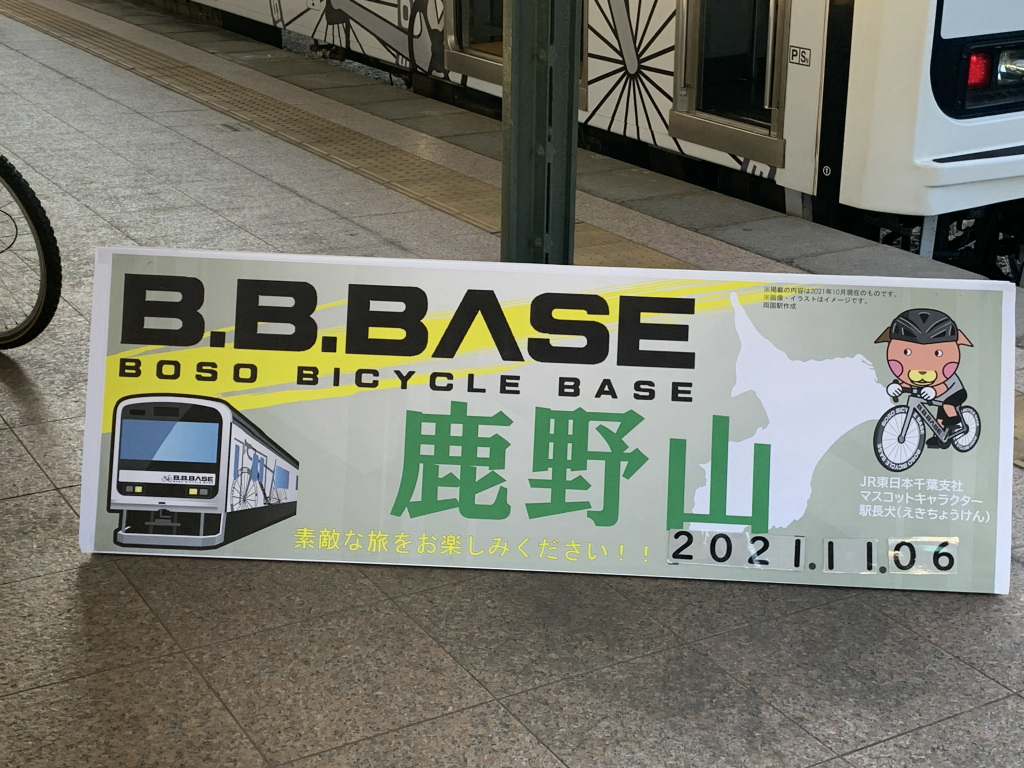 B.B.BASE
BOSO BICYCLE BASE
※掲載の内容は2021年10月現在のものです。
※画像・イラストはイメージです。
両国駅作成
鹿野山
B.B.BASE
素敵な旅をお楽しみください！！
JR東日本千葉支社
マスコットキャラクター
駅長犬(えきちょうけん)
2021.11.06